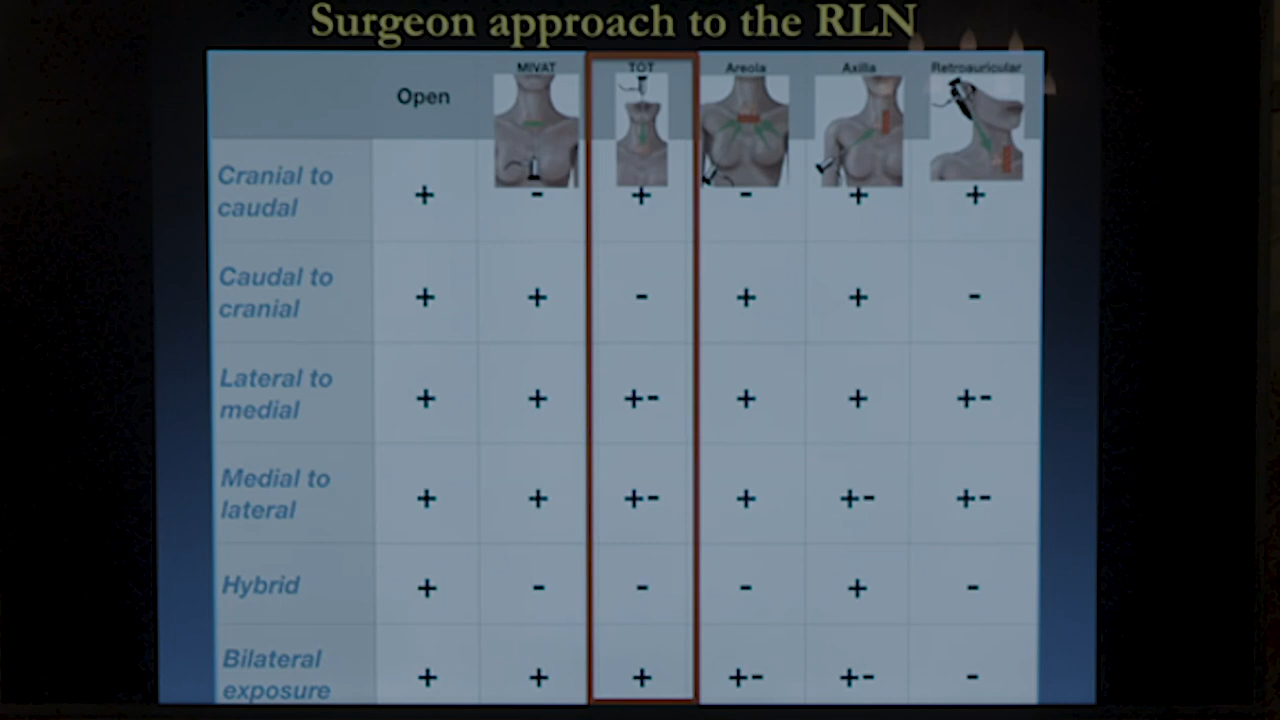 Surgeon approach to the RLN
Open MIVAT TOT Areola Axilla Retroauricular
Cranial to
caudal + - + - + +
Caudal to
cranial + + - + + -
Lateral to
medial + + +- + + +-
Medial to
lateral + + +- + +- +-
Hybrid + - - - + -
Bilateral
exposure + + + +- +- -